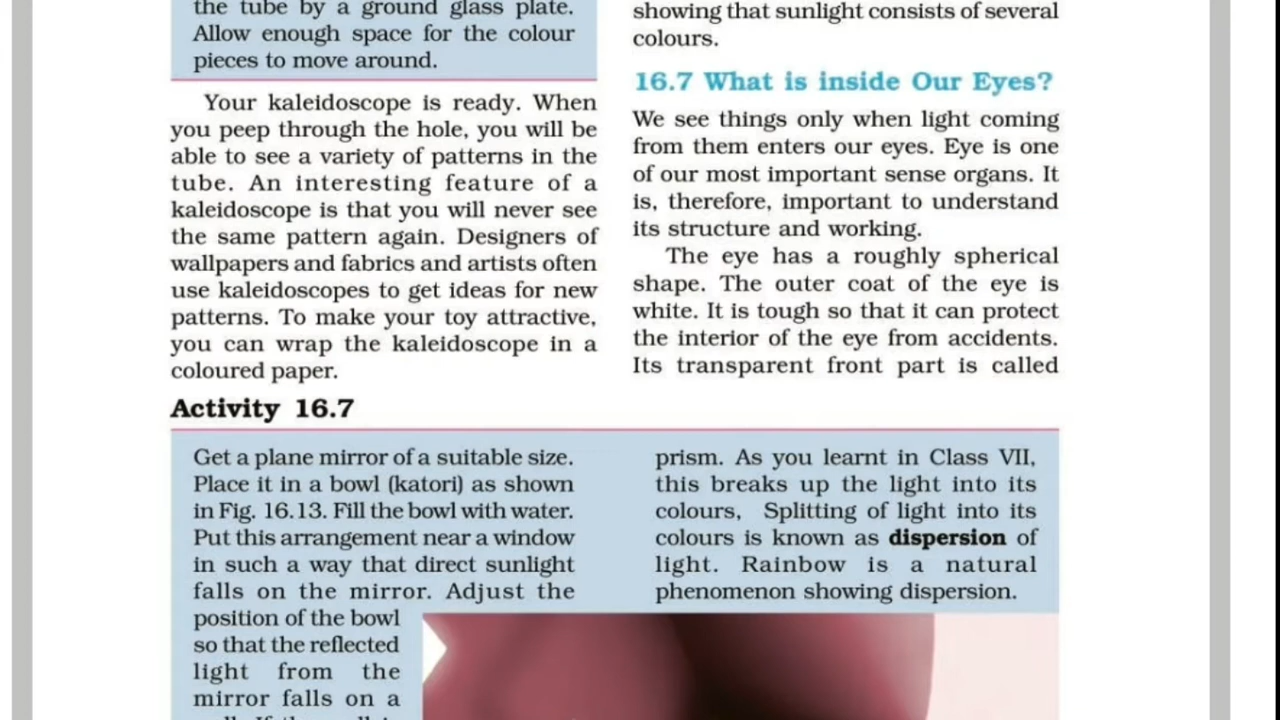 the tube by a ground glass plate.
Allow enough space for the colour
pieces to move around.
Your kaleidoscope is ready. When
you peep through the hole, you will be
able to see a variety of patterns in the
tube. An interesting feature of a
kaleidoscope is that you will never see
the same pattern again. Designers of
wallpapers and fabrics and artists often
use kaleidoscopes to get ideas for new
patterns. To make your toy attractive,
you can wrap the kaleidoscope in a
coloured paper.
showing that sunlight consists of several
colours.
16.7 What is inside Our Eyes?
We see things only when light coming
from them enters our eyes. Eye is one
of our most important sense organs. It
is, therefore, important to understand
its structure and working.
The eye has a roughly spherical
shape. The outer coat of the eye is
white. It is tough so that it can protect
the interior of the eye from accidents.
Its transparent front part is called
Activity 16.7
Get a plane mirror of a suitable size.
Place it in a bowl (katori) as shown
in Fig. 16.13. Fill the bowl with water.
Put this arrangement near a window
in such a way that direct sunlight
falls on the mirror. Adjust the
position of the bowl
so that the reflected
light from the
mirror falls on a
prism. As you learnt in Class VII,
this breaks up the light into its
colours, Splitting of light into its
colours is known as dispersion of
light. Rainbow is a natural
phenomenon showing dispersion.